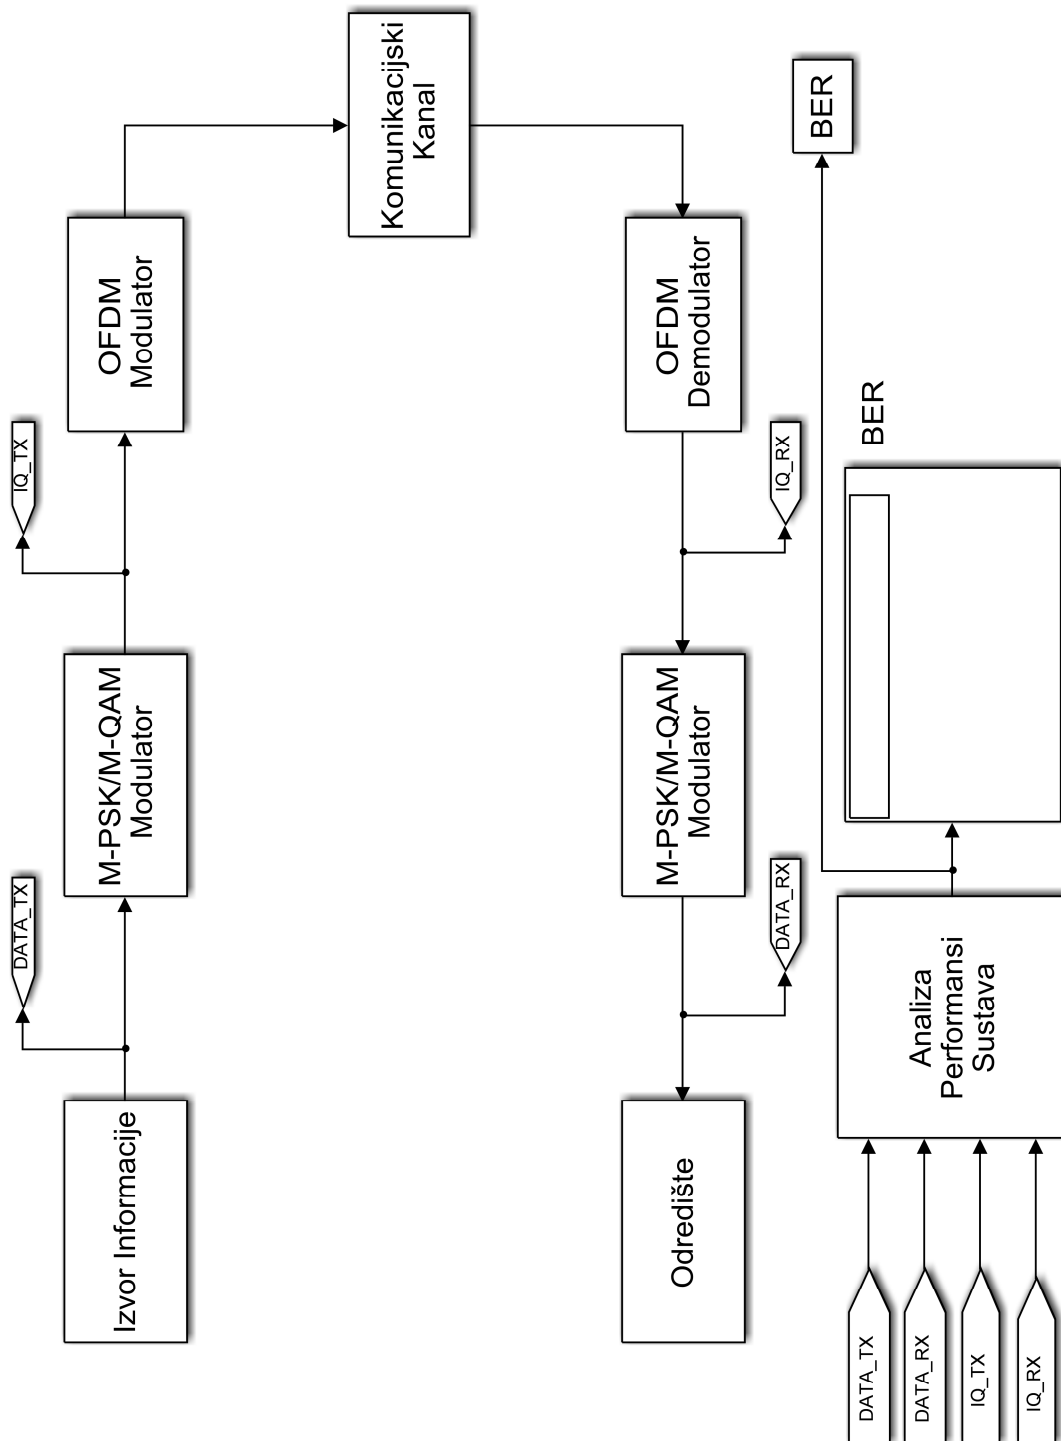 Izvor Informacije
DATA_TX
M-PSK/M-QAM
Modulator
IQ_TX
OFDM
Modulator
Komunikacijski
Kanal
OFDM
Demodulator
IQ_RX
M-PSK/M-QAM
Modulator
DATA_RX
Odredište
DATA_TX
DATA_RX
IQ_TX
IQ_RX
Analiza
Performansi
Sustava
BER
BER